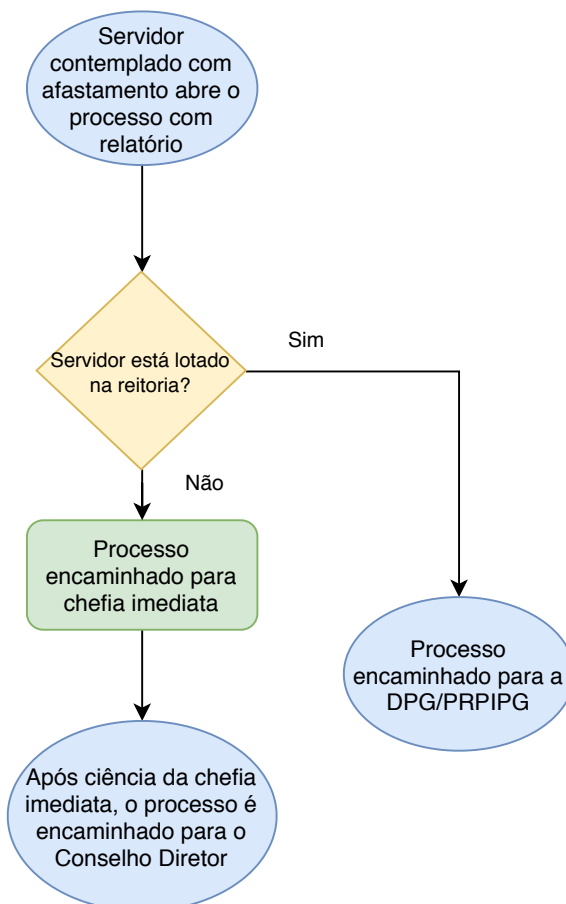 Servidor
contemplado com
afastamento abre o
processo com
relatório
Servidor está lotado
na reitoria?
Sim
Não
Processo
encaminhado para
chefia imediata
Processo
encaminhado para a
DPG/PRPIPG
Após ciência da chefia
imediata, o processo é
encaminhado para o
Conselho Diretor